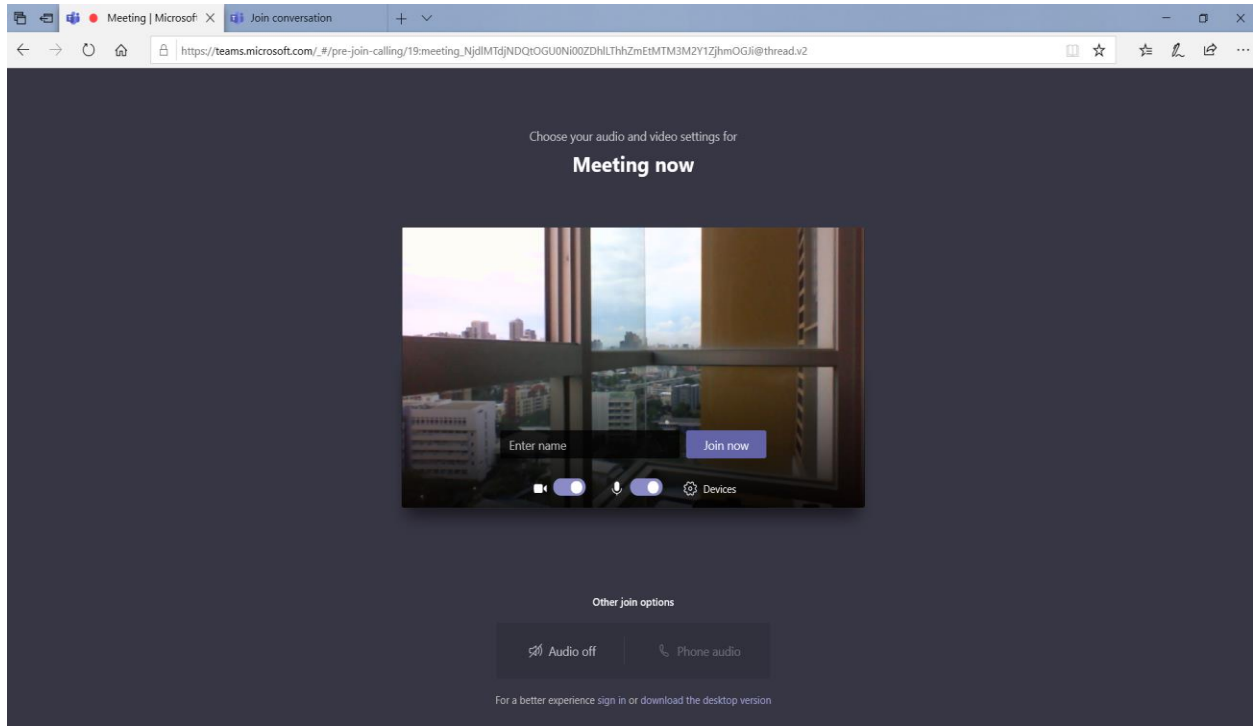 Meeting | Microsof
Join conversation
https://teams.microsoft.com/_#/pre-join-calling/19:meeting_NjdlMTdjNDQtOGU0Ni00ZDhlLThhZmEtMTM3M2Y1ZjhmOGJi@thread.v2
Choose your audio and video settings for
Meeting now
Enter name
Join now
Devices
Other join options
Audio off
Phone audio
For a better experience sign in or download the desktop version